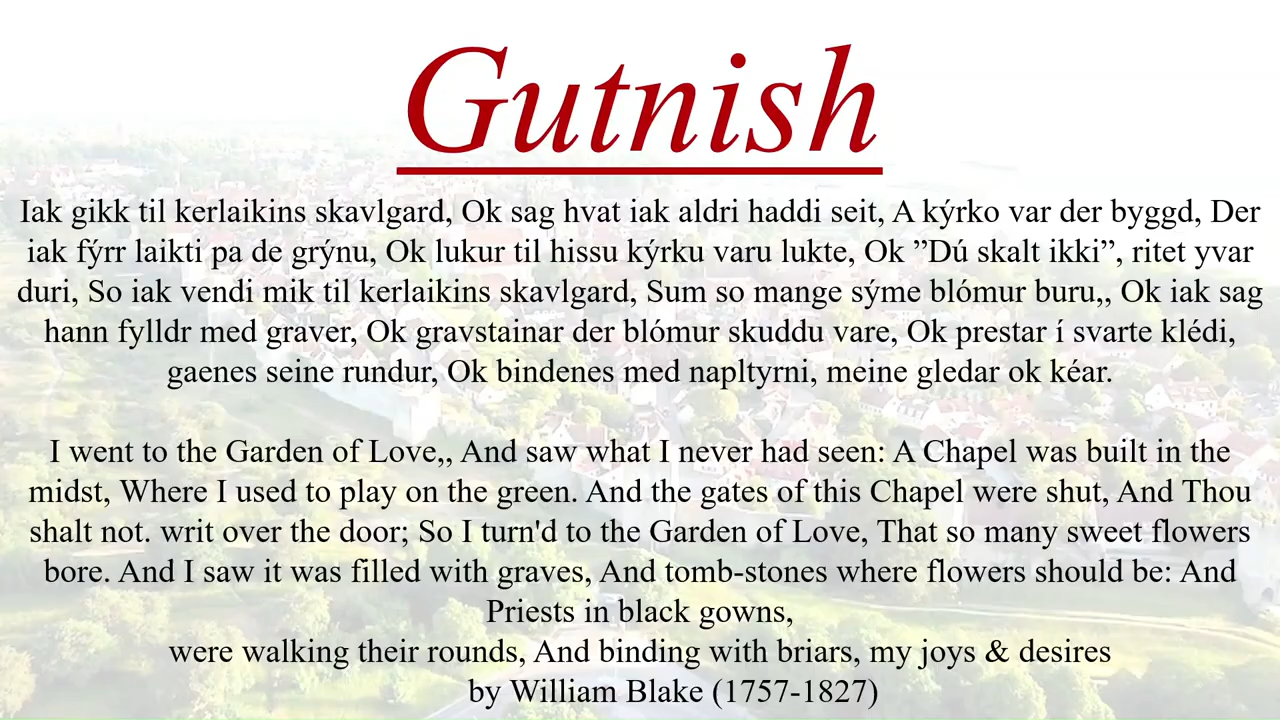 Gutnish
Iak gikk til kerlaikins skavlgard, Ok sag hvat iak aldri haddi seit, A kýrko var der byggd, Der
iak fýrr laikti pa de grýnu, Ok lukur til hissu kýrku varu lukte, Ok ”Dú skalt ikki”, ritet yvar
duri, So iak vendi mik til kerlaikins skavlgard, Sum so mange sýme blómur buru,, Ok iak sag
hann fylldr med graver, Ok gravstainar der blómur skuddu vare, Ok prestar í svarte klédi,
gaenes seine rundur, Ok bindenes med napltyrni, meine gledar ok kéar.
I went to the Garden of Love,, And saw what I never had seen: A Chapel was built in the
midst, Where I used to play on the green. And the gates of this Chapel were shut, And Thou
shalt not. writ over the door; So I turn'd to the Garden of Love, That so many sweet flowers
bore. And I saw it was filled with graves, And tomb-stones where flowers should be: And
Priests in black gowns,
were walking their rounds, And binding with briars, my joys & desires
by William Blake (1757-1827)